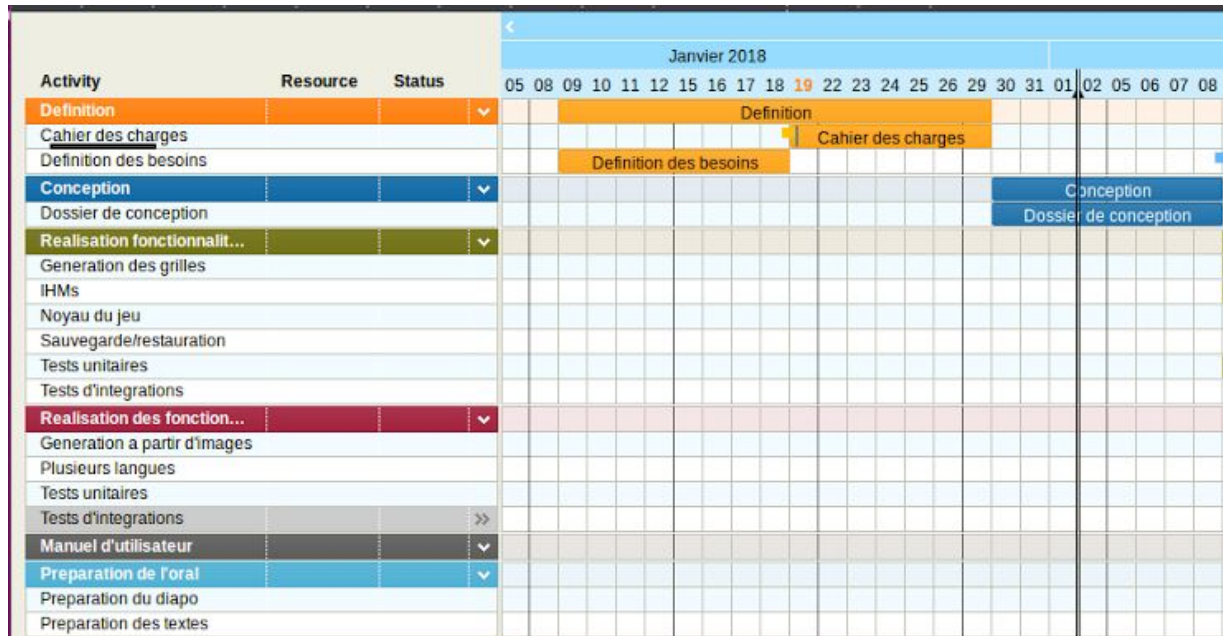 Janvier 2018
Activity Resource Status 05 08 09 10 11 12 15 16 17 18 19 22 23 24 25 26 29 30 31 01 02 05 06 07 08
Definition Definition
Cahier des charges Cahier des charges
Definition des besoins Definition des besoins
Conception Conception
Dossier de conception Dossier de conception
Realisation fonctionnalit...
Generation des grilles
IHMs
Noyau du jeu
Sauvegarde/restauration
Tests unitaires
Tests d'integrations
Realisation des fonction...
Generation a partir d'images
Plusieurs langues
Tests unitaires
Tests d'integrations
Manuel d'utilisateur
Preparation de l'oral
Preparation du diapo
Preparation des textes